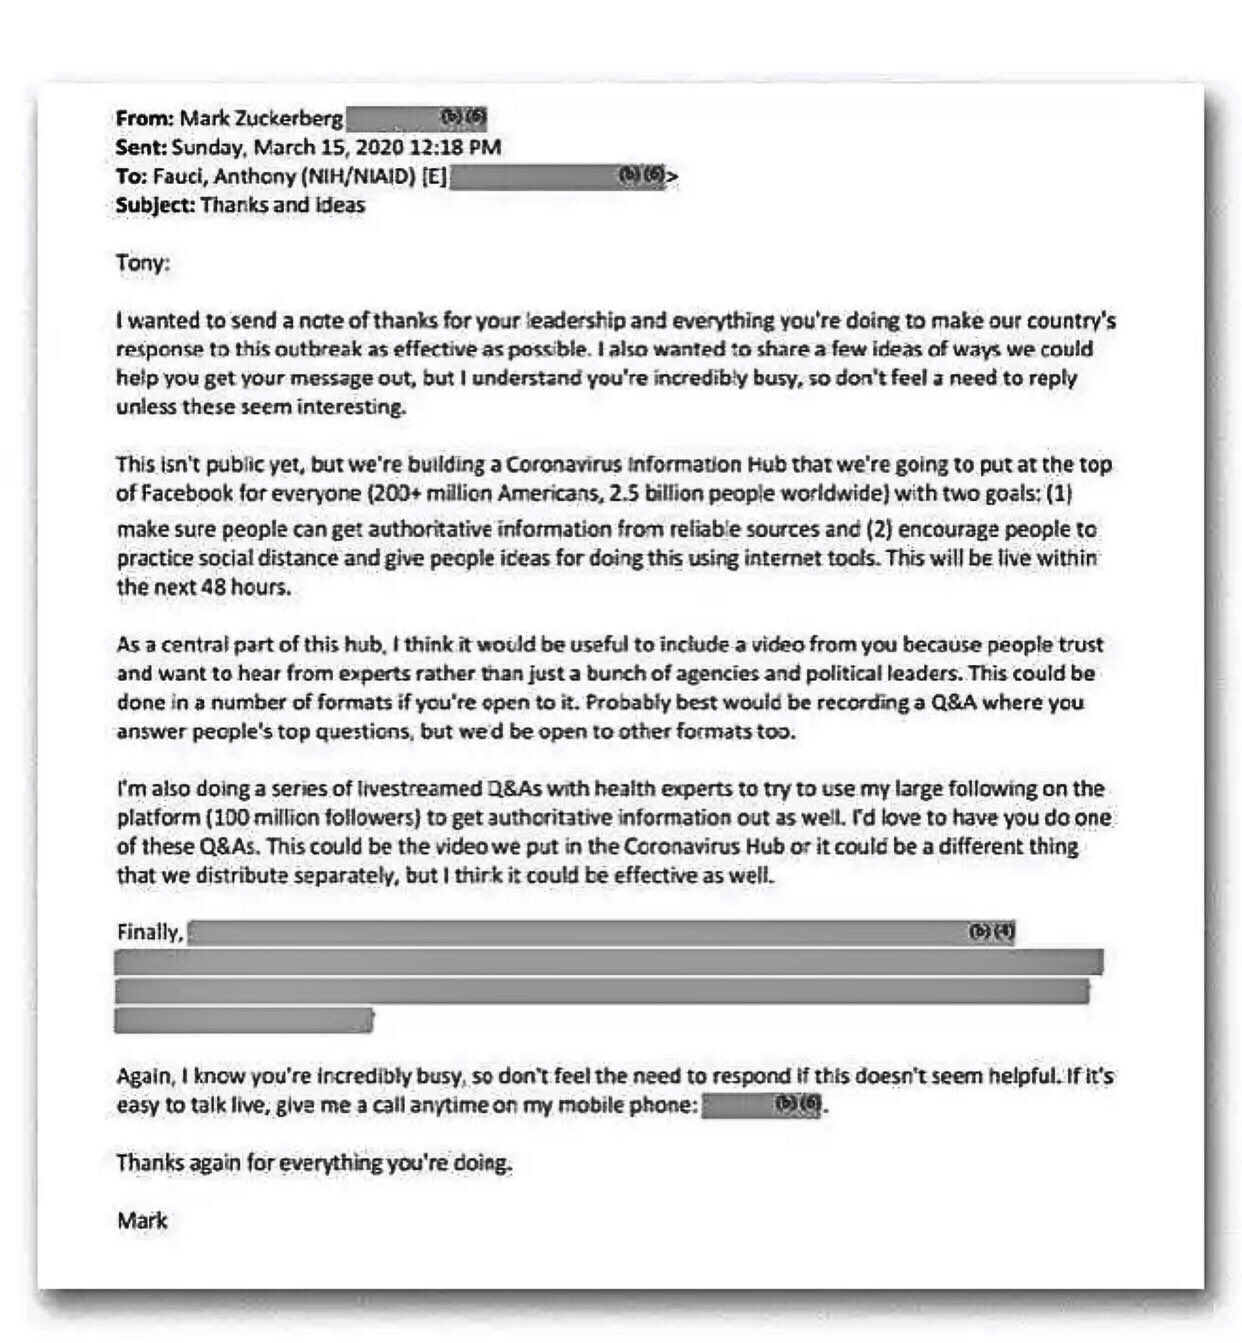 From: Mark Zuckerberg (b)(6)
Sent: Sunday, March 15, 2020 12:18 PM
To: Fauci, Anthony (NIH/NIAID) [E] (b)(6)>
Subject: Thanks and ideas
Tony:
I wanted to send a note of thanks for your leadership and everything you're doing to make our country's
response to this outbreak as effective as possible. I also wanted to share a few ideas of ways we could
help you get your message out, but I understand you're incredibly busy, so don't feel a need to reply
unless these seem interesting.
This isn't public yet, but we're building a Coronavirus Information Hub that we're going to put at the top
of Facebook for everyone (200+ million Americans, 2.5 billion people worldwide) with two goals: (1)
make sure people can get authoritative information from reliable sources and (2) encourage people to
practice social distance and give people ideas for doing this using internet tools. This will be live within
the next 48 hours.
As a central part of this hub, I think it would be useful to include a video from you because people trust
and want to hear from experts rather than just a bunch of agencies and political leaders. This could be
done in a number of formats if you're open to it. Probably best would be recording a Q&A where you
answer people's top questions, but we'd be open to other formats too.
I'm also doing a series of livestreamed Q&As with health experts to try to use my large following on the
platform (100 million followers) to get authoritative information out as well. I'd love to have you do one
of these Q&As. This could be the video we put in the Coronavirus Hub or it could be a different thing
that we distribute separately, but I think it could be effective as well.
Finally, (b)(4)
Again, I know you're incredibly busy, so don't feel the need to respond if this doesn't seem helpful. If it's
easy to talk live, give me a call anytime on my mobile phone: (b)(6).
Thanks again for everything you're doing.
Mark